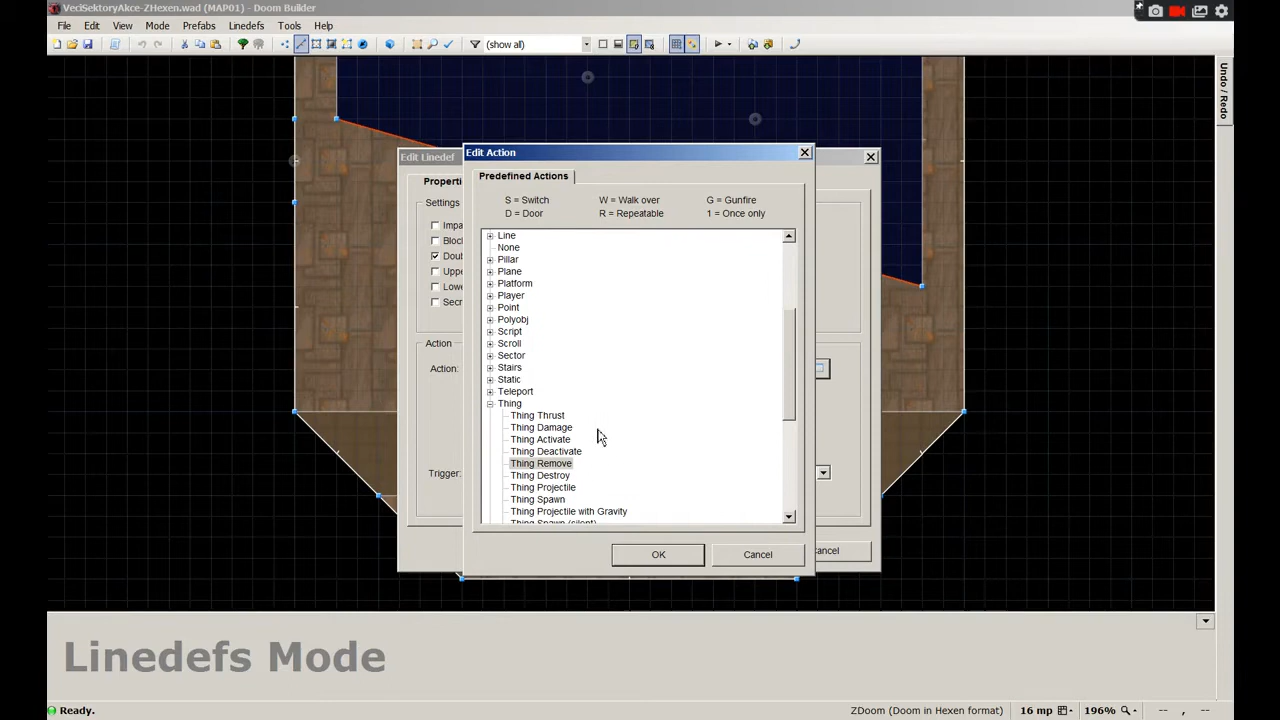 VeciSektoryAkce-ZHexen.wad (MAP01) - Doom Builder
File Edit View Mode Prefabs Linedefs Tools Help
(show all)
Undo / Redo
Edit Linedef
Edit Action
Properti
Predefined Actions
Settings
S = Switch W = Walk over G = Gunfire
D = Door R = Repeatable 1 = Once only
Impa
Block
Doub
Uppe
Lowe
Secr
Action
Action:
Trigger:
Line
None
Pillar
Plane
Platform
Player
Point
Polyobj
Script
Scroll
Sector
Stairs
Static
Teleport
Thing
Thing Thrust
Thing Damage
Thing Activate
Thing Deactivate
Thing Remove
Thing Destroy
Thing Projectile
Thing Spawn
Thing Projectile with Gravity
Thing Spawn (silent)
OK Cancel
ancel
Linedefs Mode
Ready. ZDoom (Doom in Hexen format) 16 mp 196% -- , --